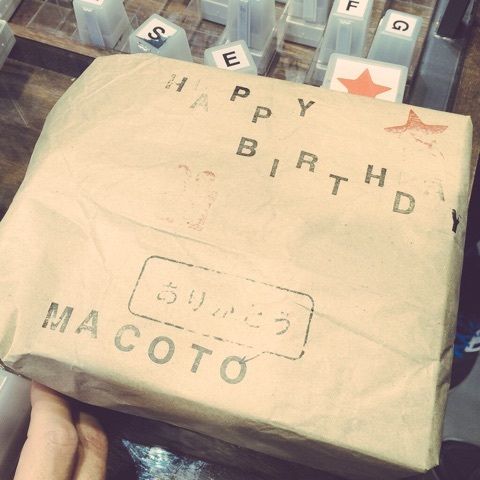 S
E
F
G
HAPPY
BIRTHDAY
ありがとう
MACOTO